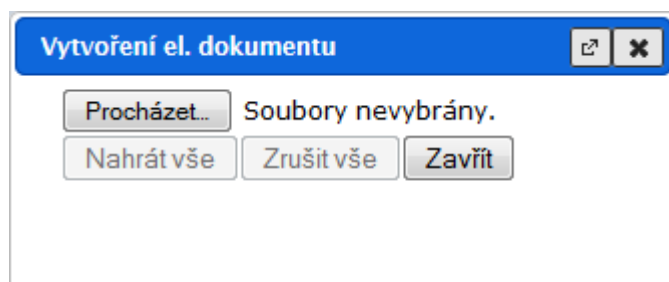 Vytvoření el. dokumentu
Procházet... Soubory nevybrány.
Nahrát vše Zrušit vše Zavřít